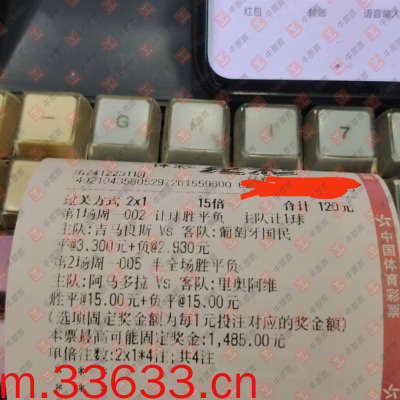 红包
转账
语音输入
G
7
过关方式 2x1 15倍 合计 120元
第1场周一002 让球胜平负 主队让1球
主队:吉马良斯 Vs 客队:葡萄牙国民
平@3.300元+负@2.930元
第2场周一005 半全场胜平负
主队:阿马多拉 Vs 客队:里奥阿维
胜平@15.00元+负平@15.00元
(选项固定奖金额为每1元投注对应的奖金额)
本票最高可能固定奖金:1,485.00元
单倍注数:2x1*4注;共4注
中国体育彩票
m.33633.cn